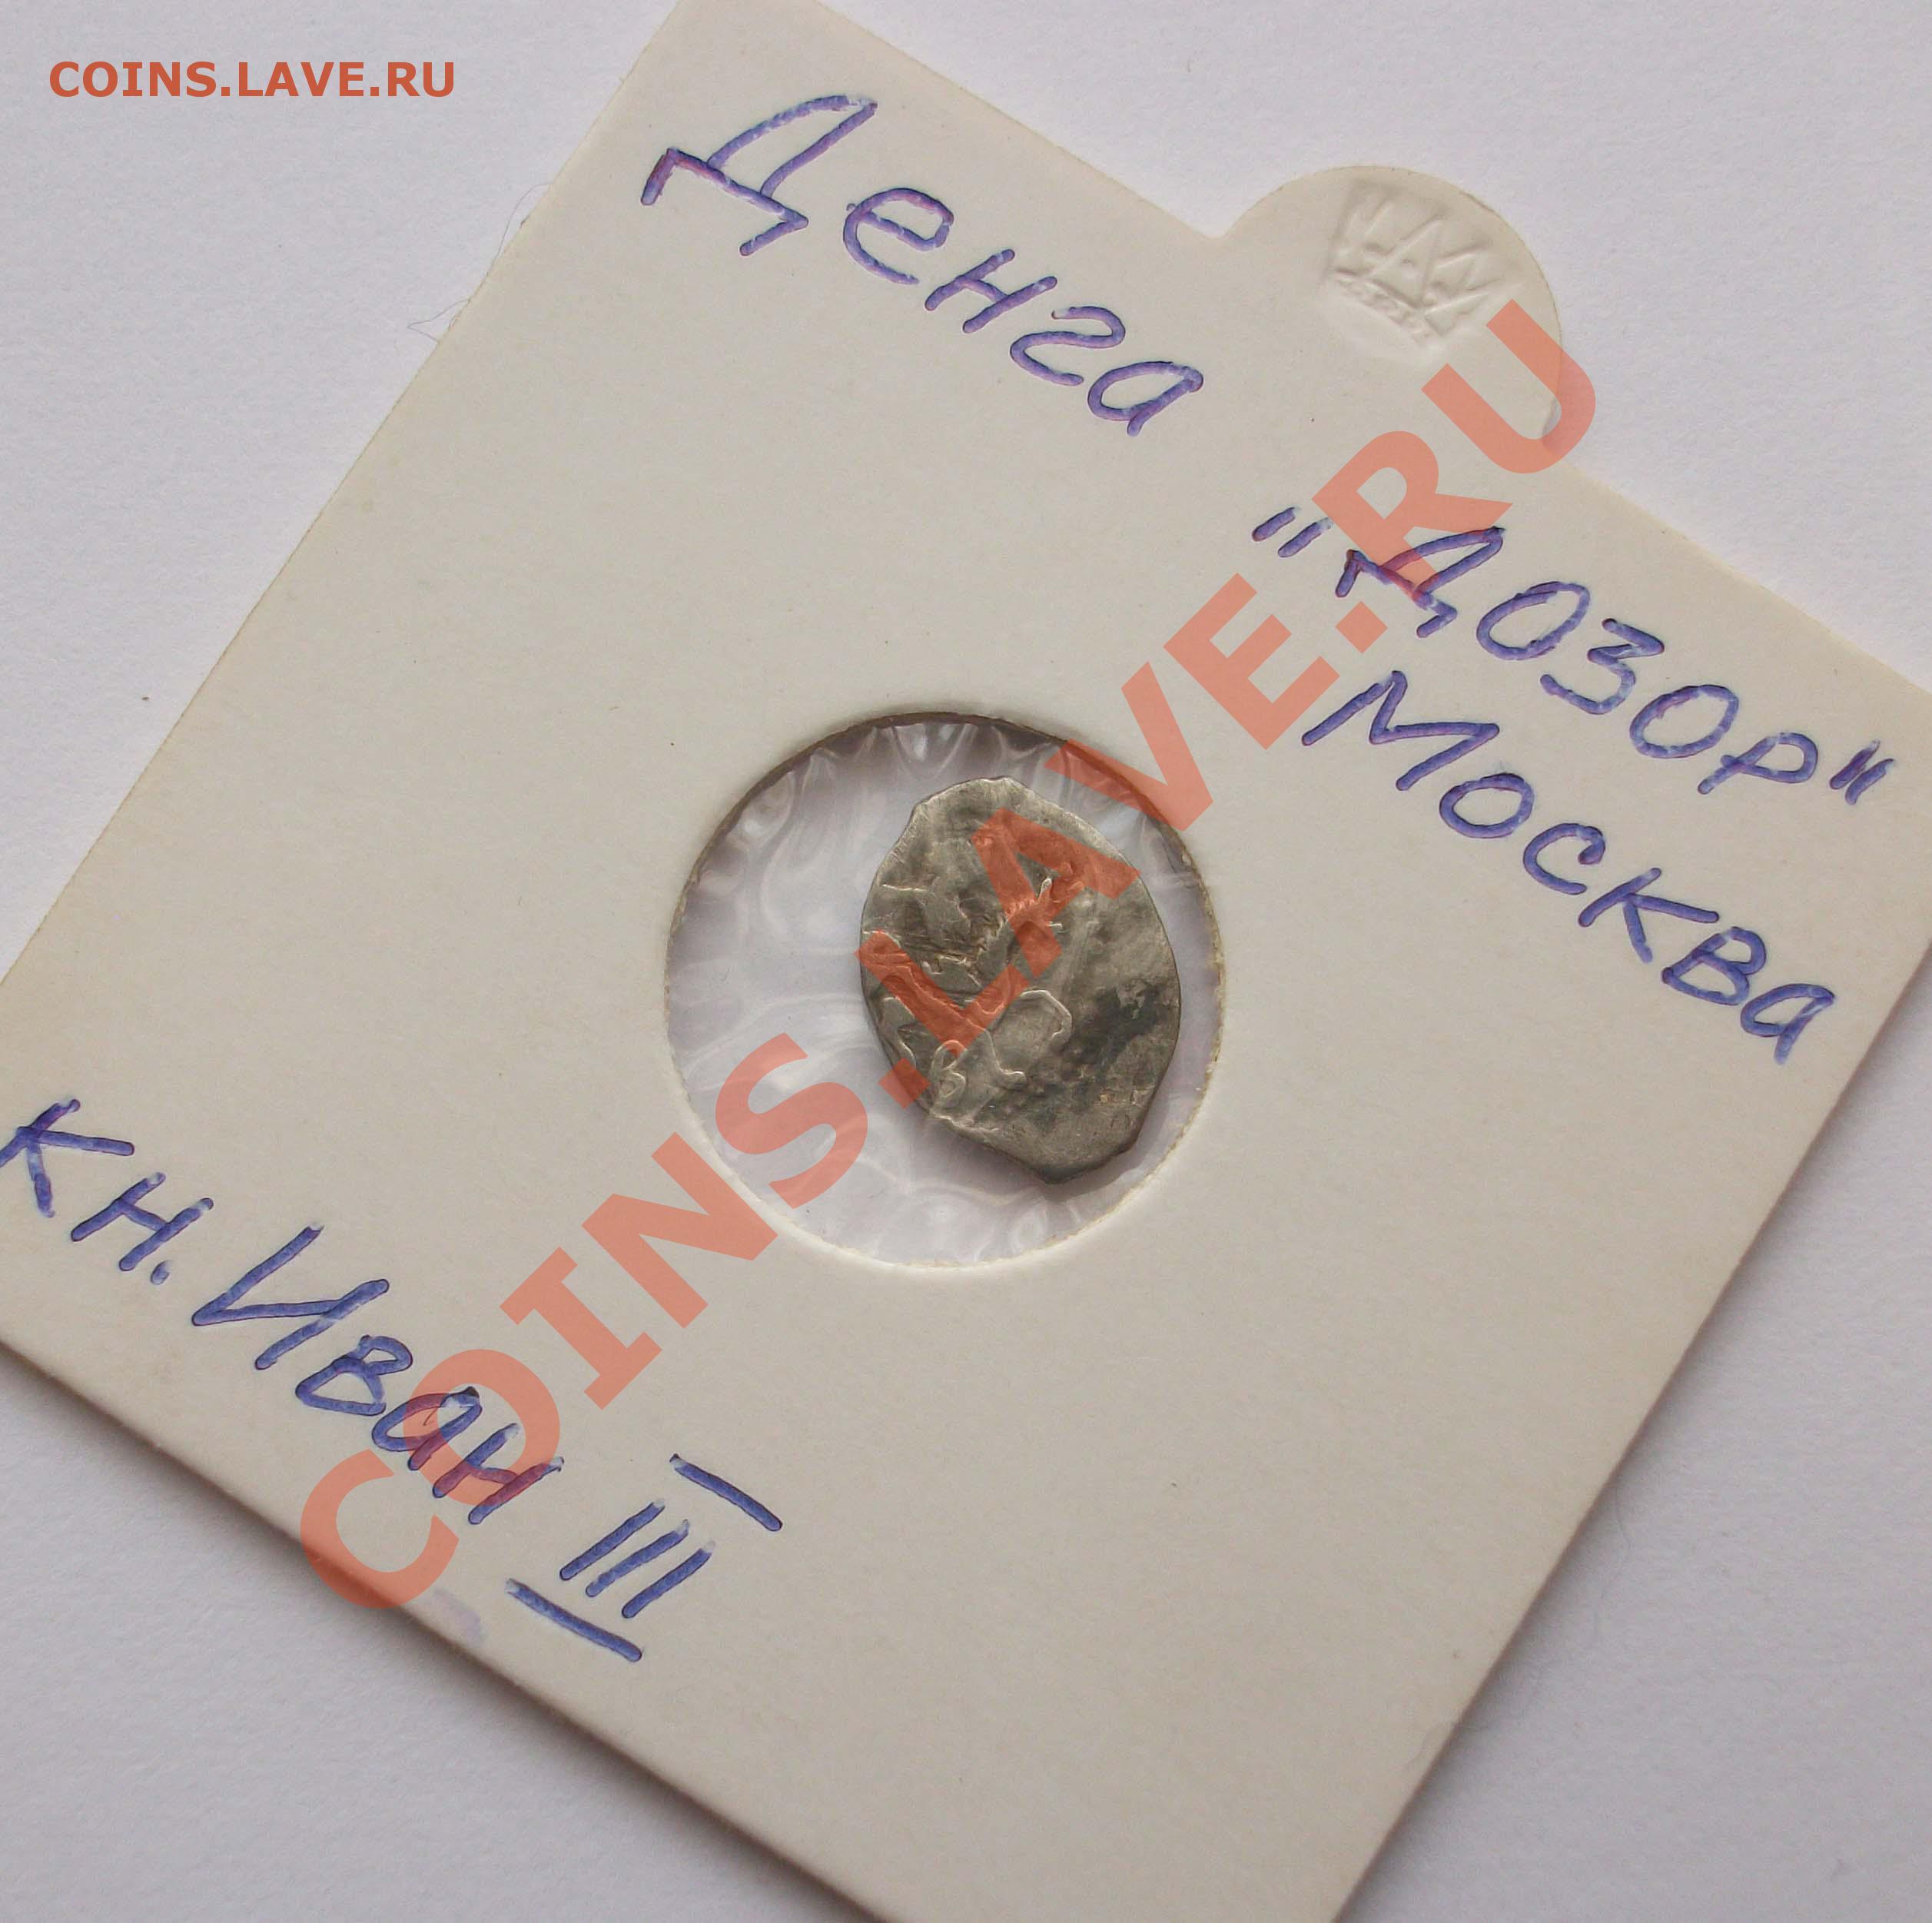 COINS.LAVE.RU
Денга
"Дозор"
Москва
кн. Иван III
COINS.LAVE.RU